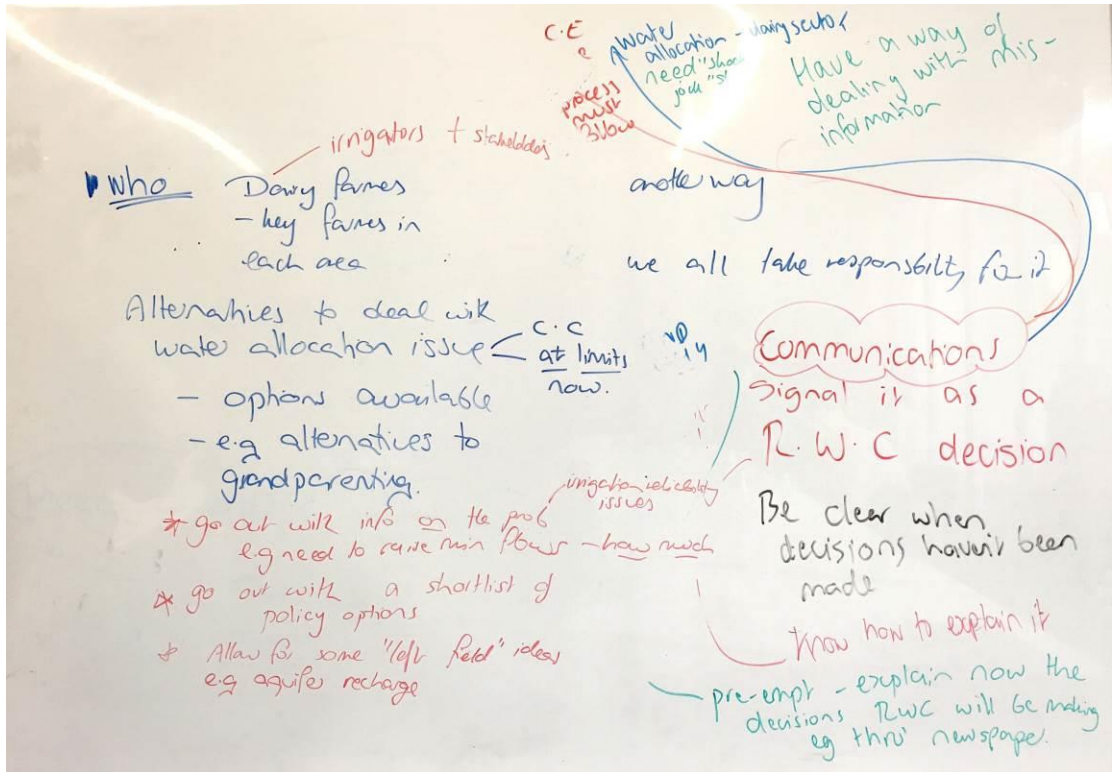 C.E
?
water
allocation - dairy sector
need "shock
jock"s!
process
must
allow
Have a way of
dealing with mis-
information
irrigators + stakeholders
who
Dairy farmers
- key farmers in
each area
another way
we all take responsibility for it
Alternatives to deal with
water allocation issue
C.C
at limits
now.
- options available
- e.g alternatives to
grandparenting.
Communications
Signal it as a
R.W.C decision
irrigation reliability
issues
* go out with info on the prob
e.g need to raise min flows - how much
* go out with a shortlist of
policy options
* Allow for some "left field" ideas
e.g aquifer recharge
Be clear when
decisions haven't been
made
know how to explain it
pre-empt - explain now the
decisions RWC will be making
eg thro' newspaper.